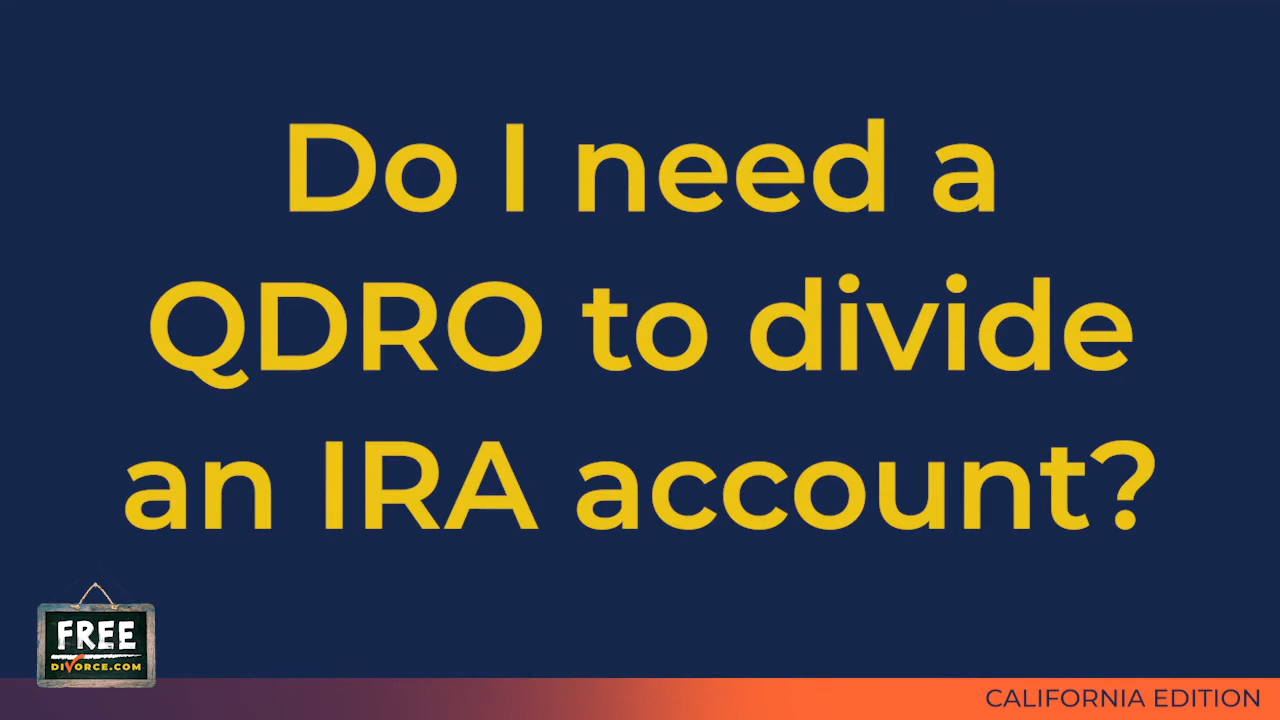 Do I need a
QDRO to divide
an IRA account?
FREE
DIVORCE.COM
CALIFORNIA EDITION